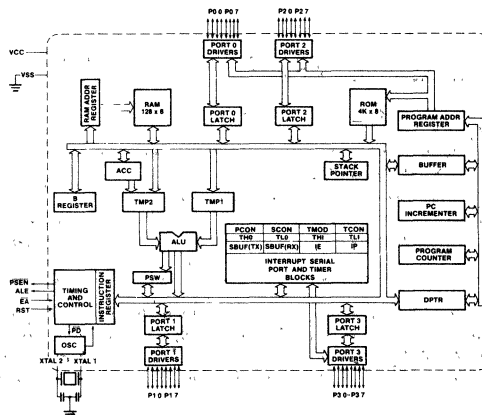 P0 0 P0 7
P2 0 P2 7
VCC
VSS
PORT 0 DRIVERS
PORT 2 DRIVERS
RAM ADDR REGISTER
RAM 128 x 8
PORT 0 LATCH
PORT 2 LATCH
ROM 4K x 8
PROGRAM ADDR REGISTER
B REGISTER
ACC
TMP2
TMP1
STACK POINTER
BUFFER
ALU
PC INCREMENTER
PCON SCON TMOD TCON
TH0 TL0 TH1 TL1
SBUF(TX) SBUF(RX) IE IP
INTERRUPT SERIAL
PORT AND TIMER
BLOCKS
PROGRAM COUNTER
PSW
PSEN
ALE
EA
RST
TIMING AND CONTROL
INSTRUCTION REGISTER
DPTR
PD
OSC
XTAL 2 XTAL 1
PORT 1 LATCH
PORT 3 LATCH
PORT 1 DRIVERS
PORT 3 DRIVERS
P1 0 P1 7
P3 0-P3 7